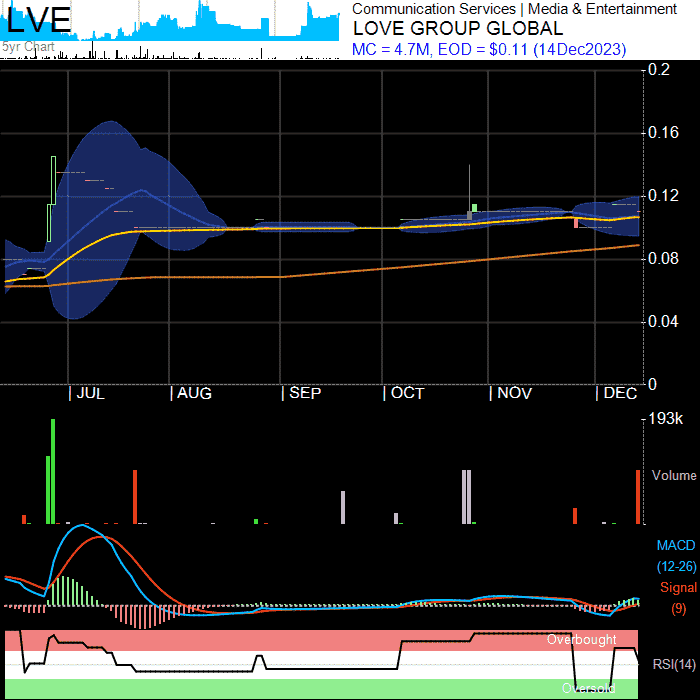 LVE
5yr Chart
Communication Services | Media & Entertainment
LOVE GROUP GLOBAL
MC = 4.7M, EOD = $0.11 (14Dec2023)
0.2
0.16
0.12
0.08
0.04
0
| JUL | AUG | SEP | OCT | NOV | DEC
193k
Volume
MACD
(12-26)
Signal
(9)
Overbought
RSI(14)
Oversold